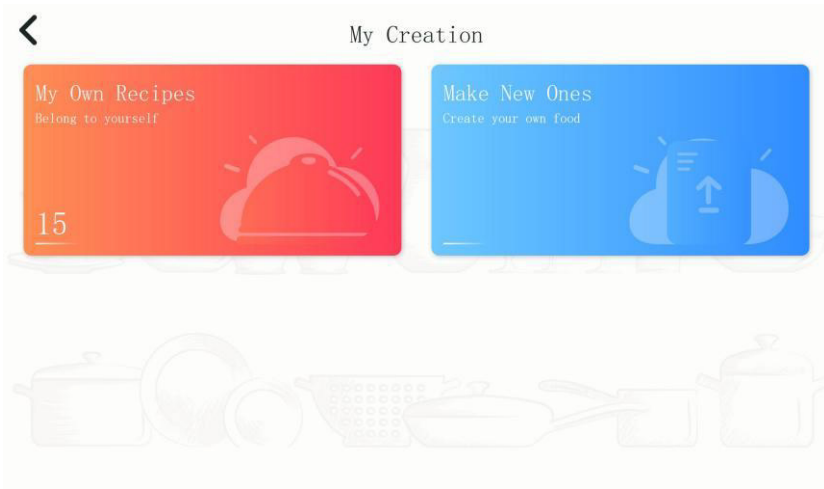 My Creation
My Own Recipes
Belong to yourself
15
Make New Ones
Create your own food